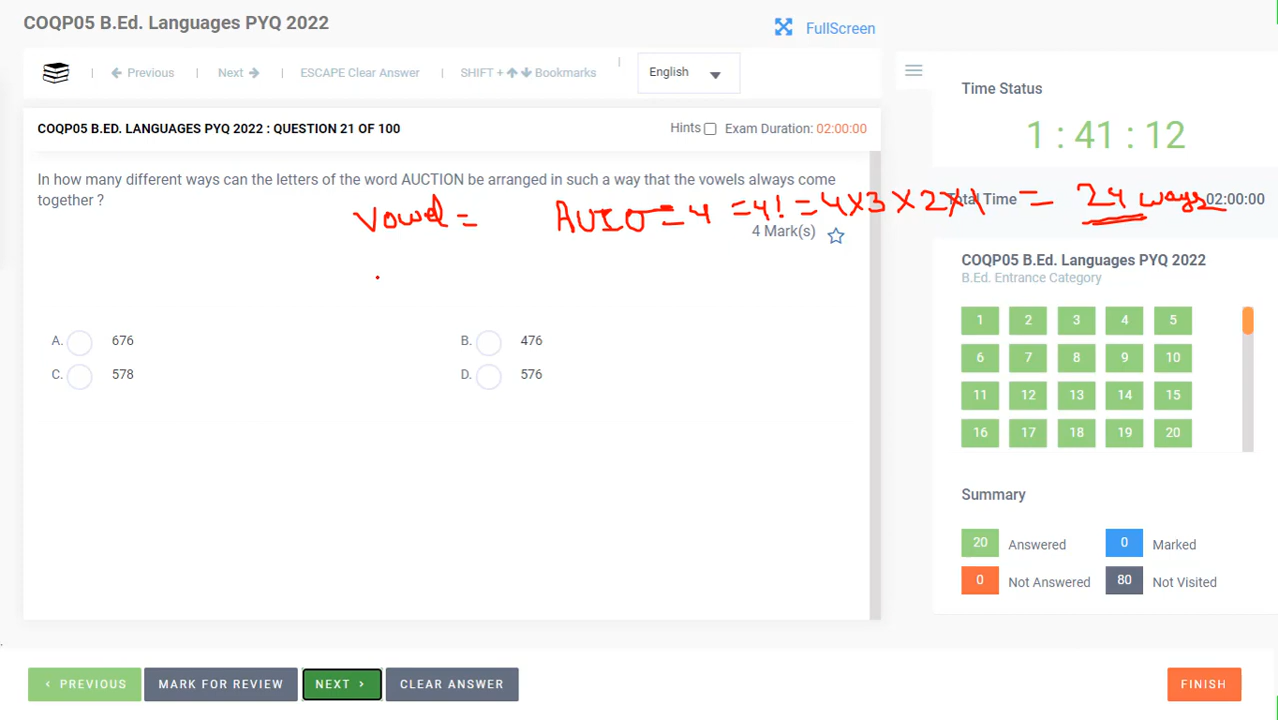 COQP05 B.Ed. Languages PYQ 2022
FullScreen
Previous
Next
ESCAPE Clear Answer
SHIFT + Bookmarks
English
Time Status
1 : 41 : 12
Total Time 02:00:00
COQP05 B.ED. LANGUAGES PYQ 2022 : QUESTION 21 OF 100
Hints
Exam Duration: 02:00:00
In how many different ways can the letters of the word AUCTION be arranged in such a way that the vowels always come
together ?
Vowel = AUIO = 4 = 4! = 4X3X2X1 = 24 ways
4 Mark(s)
A. 676
B. 476
C. 578
D. 576
COQP05 B.Ed. Languages PYQ 2022
B.Ed. Entrance Category
1 2 3 4 5
6 7 8 9 10
11 12 13 14 15
16 17 18 19 20
Summary
20 Answered
0 Marked
0 Not Answered
80 Not Visited
< PREVIOUS
MARK FOR REVIEW
NEXT >
CLEAR ANSWER
FINISH